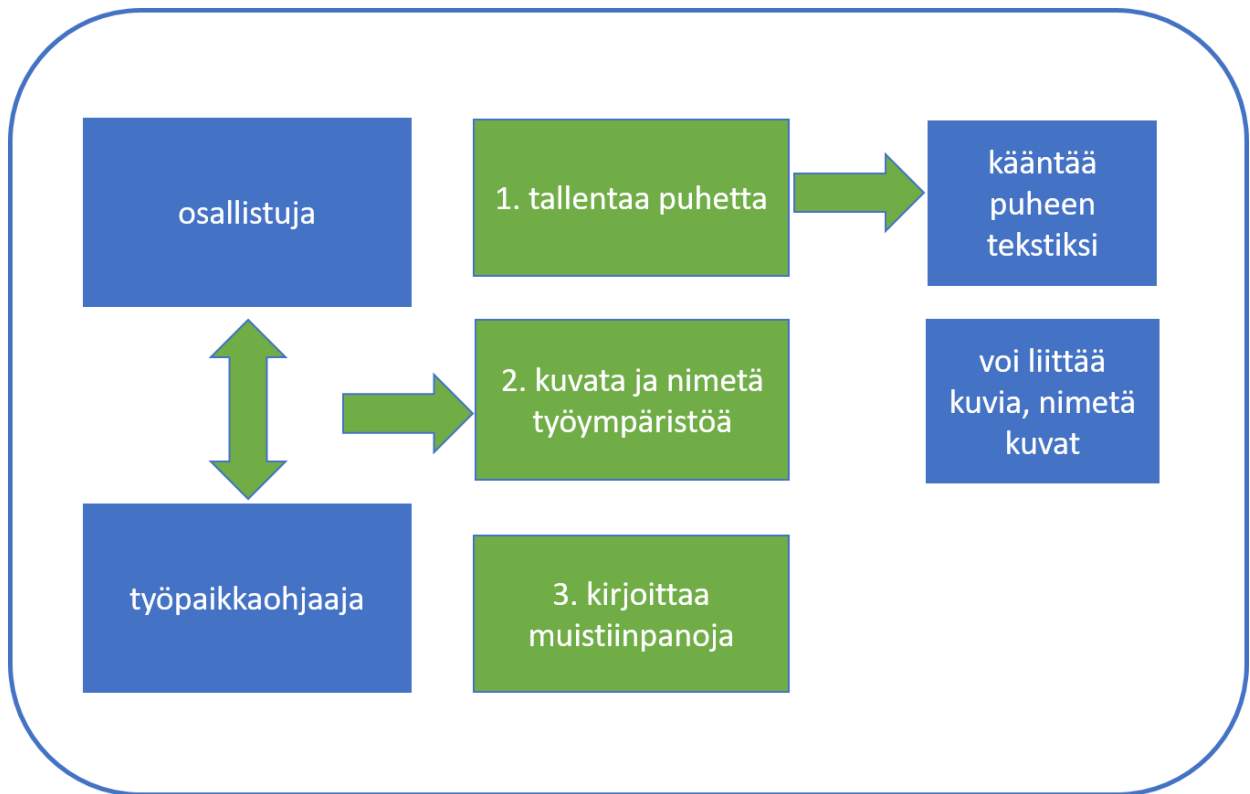 osallistuja
työpaikkaohjaaja
1. tallentaa puhetta
2. kuvata ja nimetä
työympäristöä
3. kirjoittaa
muistiinpanoja
kääntää
puheen
tekstiksi
voi liittää
kuvia, nimetä
kuvat